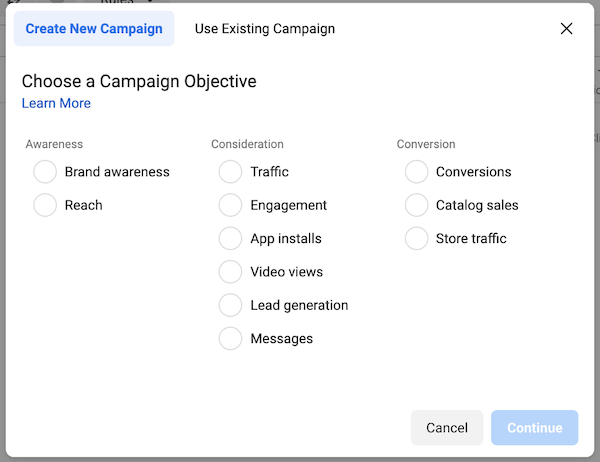 Create New Campaign
Use Existing Campaign
Choose a Campaign Objective
Learn More
Awareness
Brand awareness
Reach
Consideration
Traffic
Engagement
App installs
Video views
Lead generation
Messages
Conversion
Conversions
Catalog sales
Store traffic
Cancel
Continue